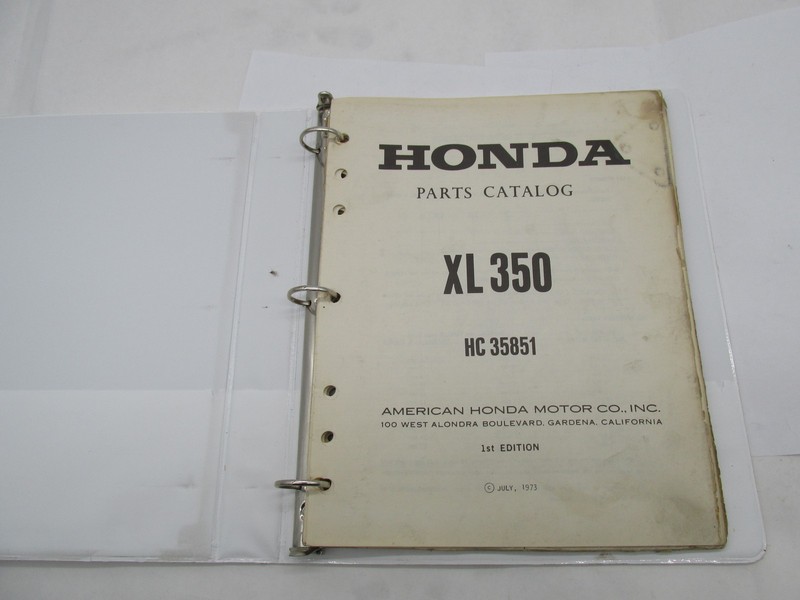 HONDA
PARTS CATALOG
XL 350
HC 35851
AMERICAN HONDA MOTOR CO., INC.
100 WEST ALONDRA BOULEVARD, GARDENA, CALIFORNIA
1st EDITION
© JULY, 1973